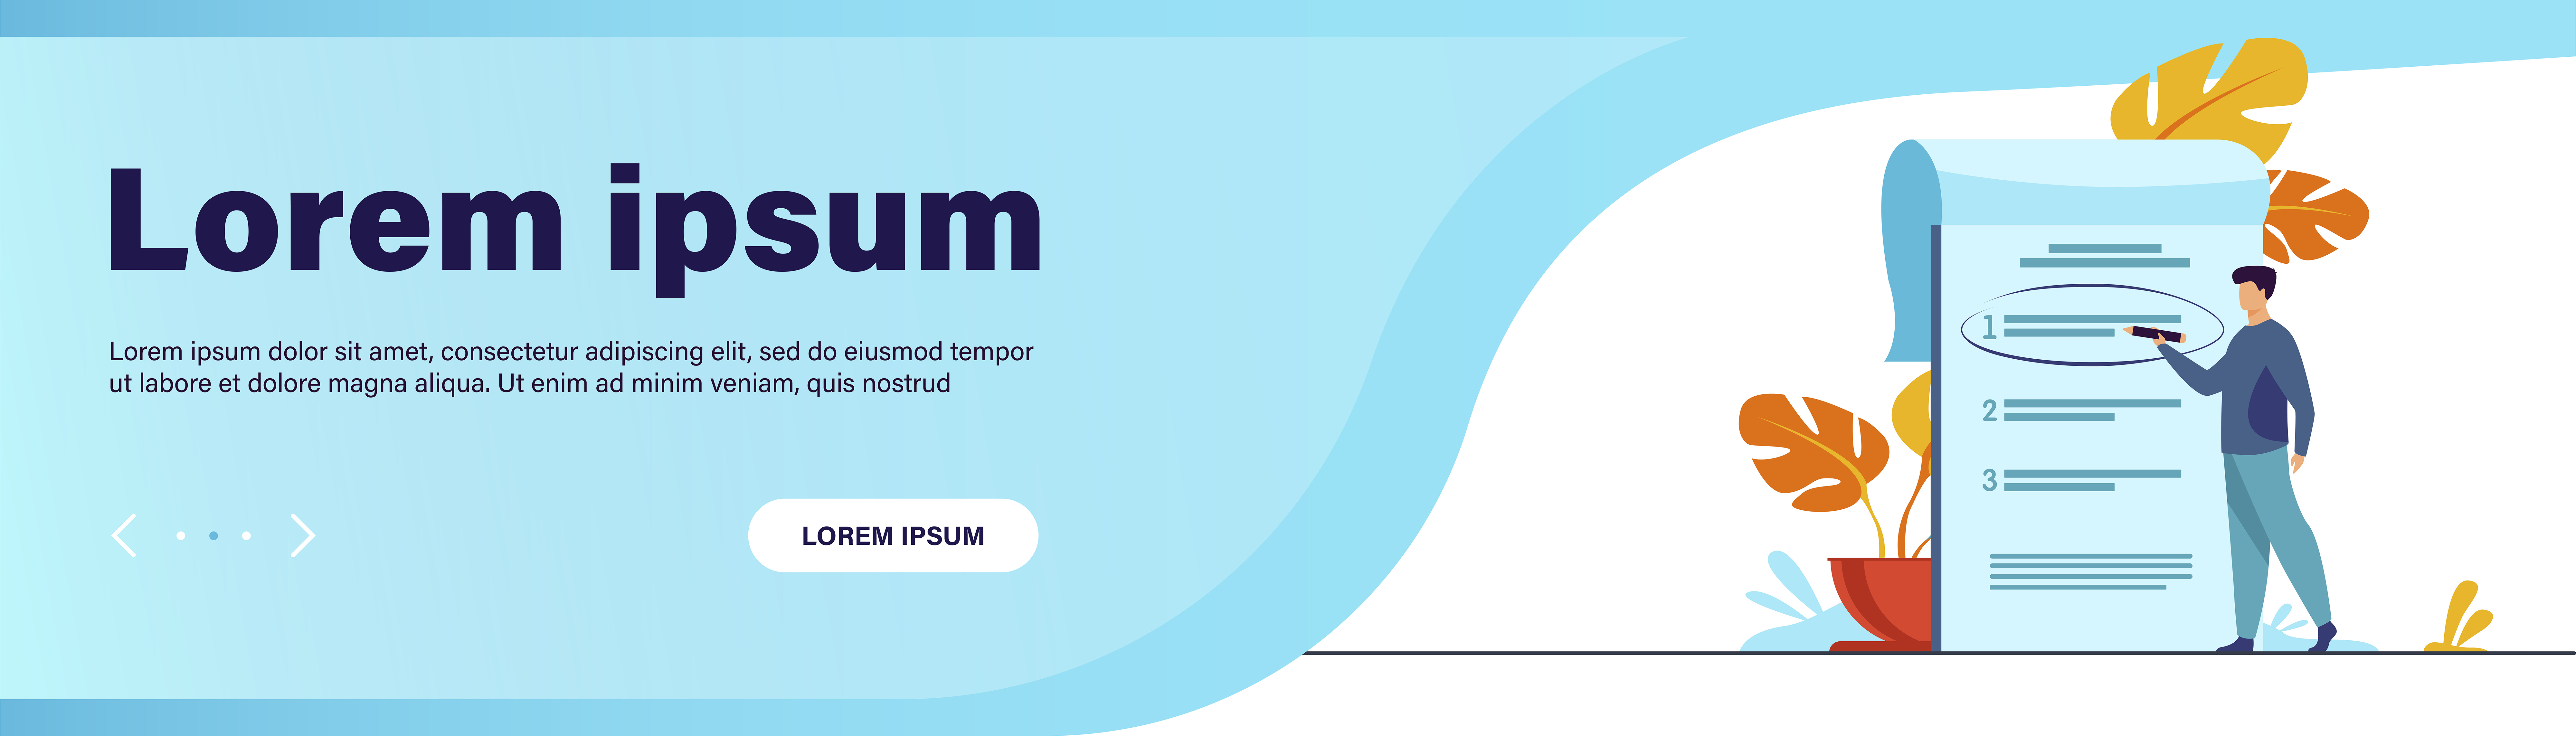 Lorem ipsum
Lorem ipsum dolor sit amet, consectetur adipiscing elit, sed do eiusmod tempor
ut labore et dolore magna aliqua. Ut enim ad minim veniam, quis nostrud
LOREM IPSUM
1
2
3